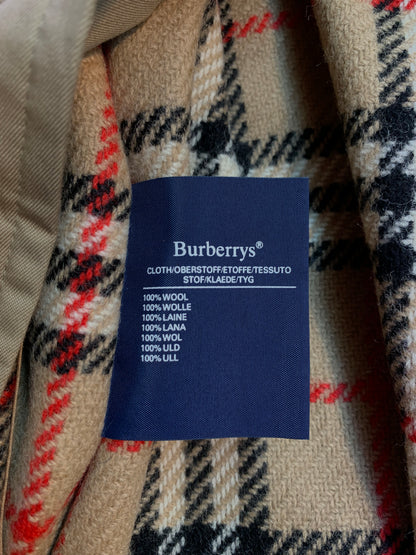 Burberrys®
CLOTH/OBERSTOFF/ETOFFE/TESSUTO
STOF/KLAEDE/TYG
100% WOOL
100% WOLLE
100% LAINE
100% LANA
100% WOL
100% ULD
100% ULL